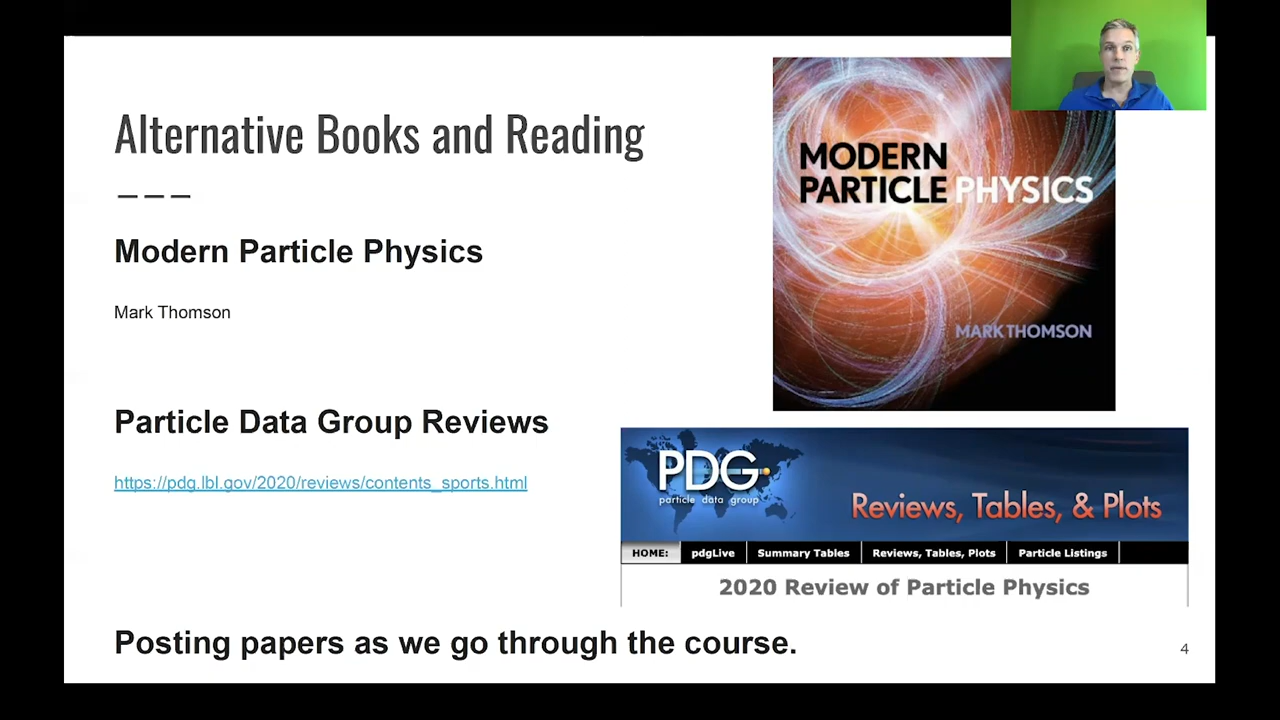 Alternative Books and Reading
Modern Particle Physics
Mark Thomson
MODERN
PARTICLE PHYSICS
MARK THOMSON
Particle Data Group Reviews
https://pdg.lbl.gov/2020/reviews/contents_sports.html
PDG
particle data group
Reviews, Tables, & Plots
HOME: pdgLive Summary Tables Reviews, Tables, Plots Particle Listings
2020 Review of Particle Physics
Posting papers as we go through the course.
4